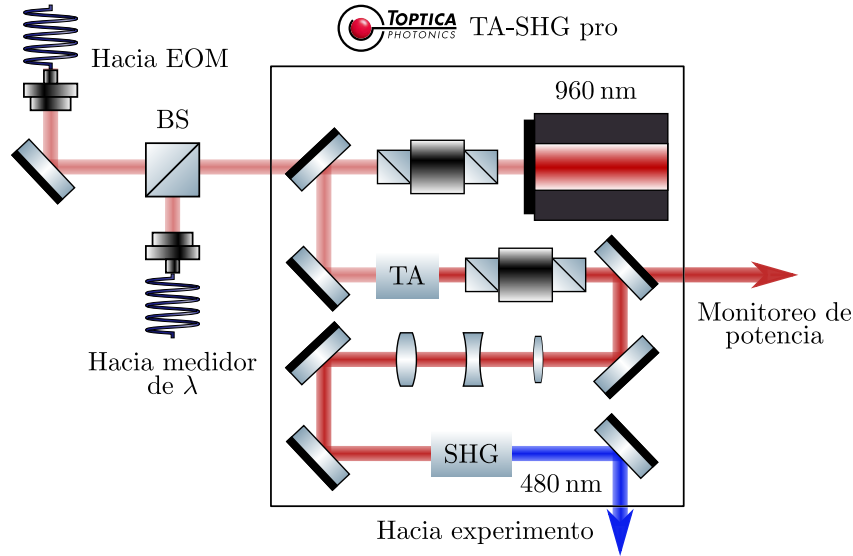 TOPTICA
PHOTONICS
TA-SHG pro
Hacia EOM
BS
960 nm
TA
Monitoreo de
potencia
Hacia medidor
de λ
SHG
480 nm
Hacia experimento